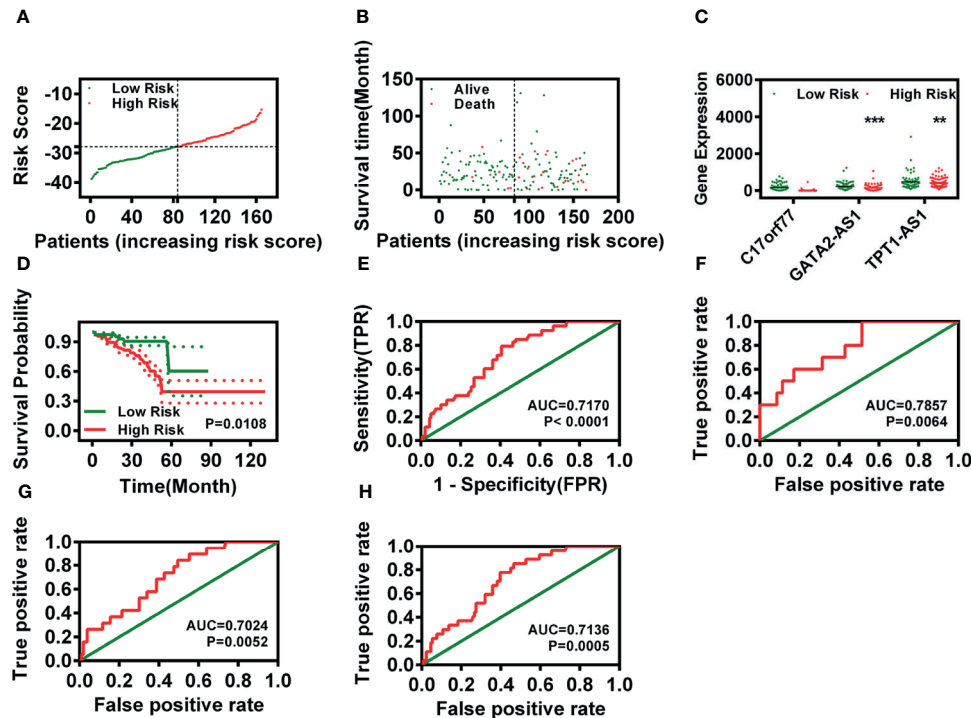 A
Risk Score
-10
-20
-30
-40
Low Risk
High Risk
0
40
80
120
160
Patients (increasing risk score)
B
Survival time(Month)
150
100
50
0
Alive
Death
0
50
100
150
200
Patients (increasing risk score)
C
Gene Expression
6000
4000
2000
0
Low Risk
High Risk
***
**
C17orf77
GATA2-AS1
TPT1-AS1
D
Survival Probability
0.9
0.6
0.3
0.0
Low Risk
High Risk
P=0.0108
0
30
60
90
120
Time(Month)
E
Sensitivity(TPR)
1.0
0.8
0.6
0.4
0.2
0.0
AUC=0.7170
P< 0.0001
0.0
0.2
0.4
0.6
0.8
1.0
1 - Specificity(FPR)
F
True positive rate
1.0
0.8
0.6
0.4
0.2
0.0
AUC=0.7857
P=0.0064
0.0
0.2
0.4
0.6
0.8
1.0
False positive rate
G
True positive rate
1.0
0.8
0.6
0.4
0.2
0.0
AUC=0.7024
P=0.0052
0.0
0.2
0.4
0.6
0.8
1.0
False positive rate
H
True positive rate
1.0
0.8
0.6
0.4
0.2
0.0
AUC=0.7136
P=0.0005
0.0
0.2
0.4
0.6
0.8
1.0
False positive rate